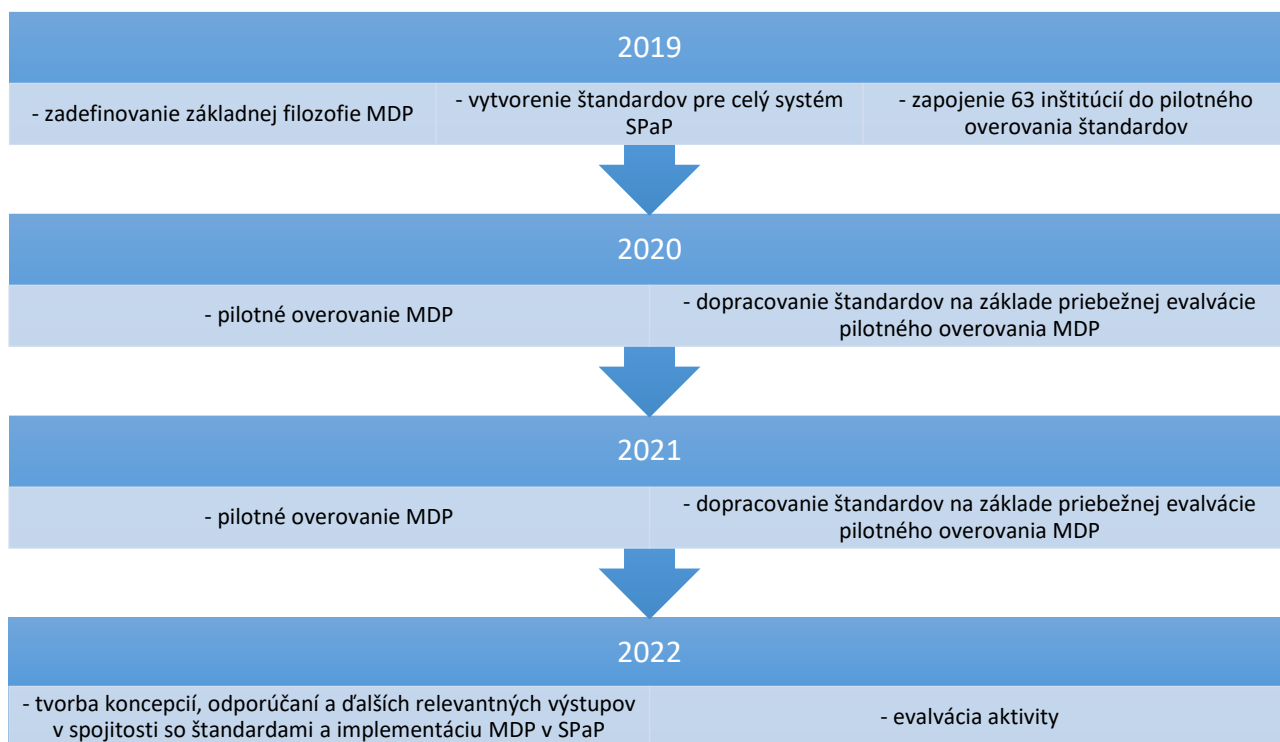 2019
- zadefinovanie základnej filozofie MDP
- vytvorenie štandardov pre celý systém
SPaP
- zapojenie 63 inštitúcií do pilotného
overovania štandardov
2020
- pilotné overovanie MDP
- dopracovanie štandardov na základe priebežnej evalvácie
pilotného overovania MDP
2021
- pilotné overovanie MDP
- dopracovanie štandardov na základe priebežnej evalvácie
pilotného overovania MDP
2022
- tvorba koncepcií, odporúčaní a ďalších relevantných výstupov
v spojitosti so štandardami a implementáciu MDP v SPaP
- evalvácia aktivity